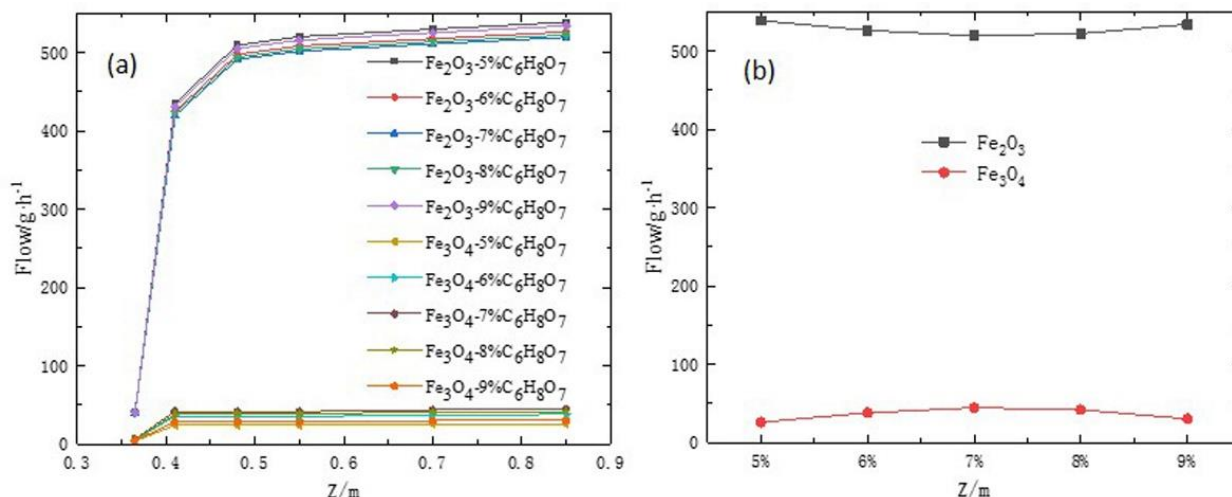 (a)
Flow/g·h⁻¹
500
400
300
200
100
0
0.3 0.4 0.5 0.6 0.7 0.8 0.9
Z/m
Fe₂O₃-5%C₆H₈O₇
Fe₂O₃-6%C₆H₈O₇
Fe₂O₃-7%C₆H₈O₇
Fe₂O₃-8%C₆H₈O₇
Fe₂O₃-9%C₆H₈O₇
Fe₃O₄-5%C₆H₈O₇
Fe₃O₄-6%C₆H₈O₇
Fe₃O₄-7%C₆H₈O₇
Fe₃O₄-8%C₆H₈O₇
Fe₃O₄-9%C₆H₈O₇
(b)
Flow/g·h⁻¹
500
400
300
200
100
0
5% 6% 7% 8% 9%
Z/m
Fe₂O₃
Fe₃O₄